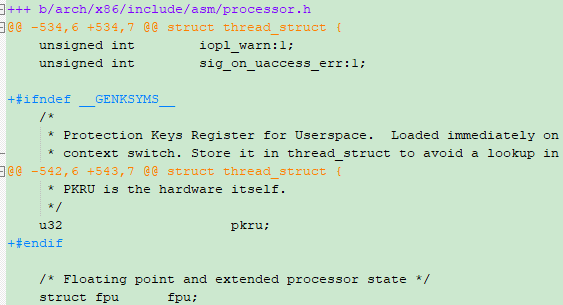 +++ b/arch/x86/include/asm/processor.h
@@ -534,6 +534,7 @@ struct thread_struct {
unsigned int iopl_warn:1;
unsigned int sig_on_uaccess_err:1;
+#ifndef __GENKSYMS__
/*
* Protection Keys Register for Userspace. Loaded immediately on
* context switch. Store it in thread_struct to avoid a lookup in
@@ -542,6 +543,7 @@ struct thread_struct {
* PKRU is the hardware itself.
*/
u32 pkru;
+#endif
/* Floating point and extended processor state */
struct fpu fpu;